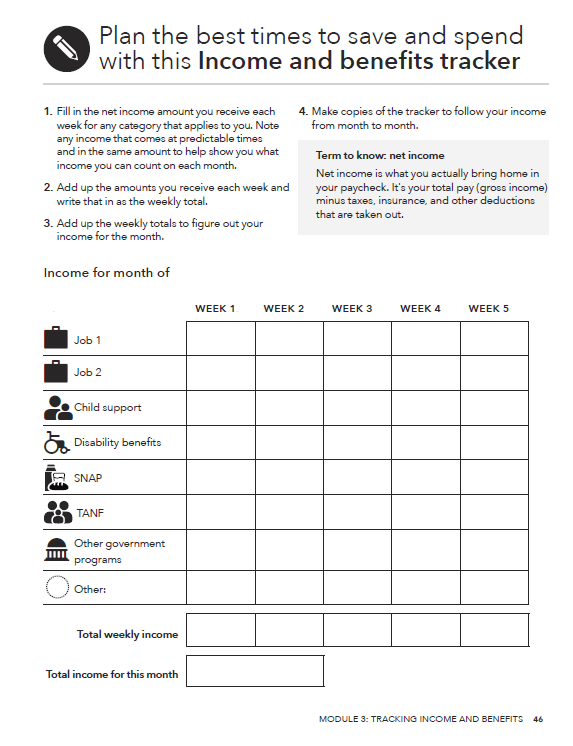 Plan the best times to save and spend
with this Income and benefits tracker
1. Fill in the net income amount you receive each
week for any category that applies to you. Note
any income that comes at predictable times
and in the same amount to help show you what
income you can count on each month.
2. Add up the amounts you receive each week and
write that in as the weekly total.
3. Add up the weekly totals to figure out your
income for the month.
4. Make copies of the tracker to follow your income
from month to month.
Term to know: net income
Net income is what you actually bring home in
your paycheck. It's your total pay (gross income)
minus taxes, insurance, and other deductions
that are taken out.
Income for month of
WEEK 1 WEEK 2 WEEK 3 WEEK 4 WEEK 5
Job 1
Job 2
Child support
Disability benefits
SNAP
TANF
Other government
programs
Other:
Total weekly income
Total income for this month
MODULE 3: TRACKING INCOME AND BENEFITS 46